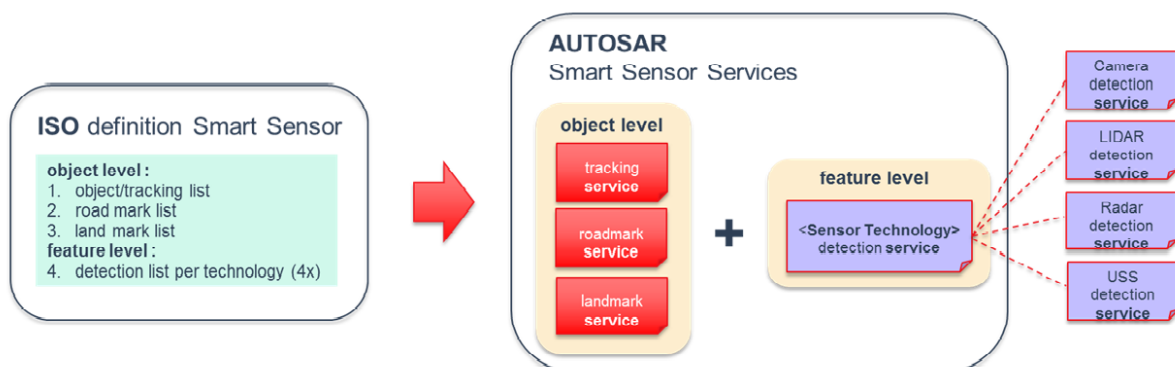 ISO definition Smart Sensor
object level :
1. object/tracking list
2. road mark list
3. land mark list
feature level :
4. detection list per technology (4x)
AUTOSAR
Smart Sensor Services
object level
tracking
service
roadmark
service
landmark
service
+
feature level
<Sensor Technology>
detection service
Camera
detection
service
LIDAR
detection
service
Radar
detection
service
USS
detection
service